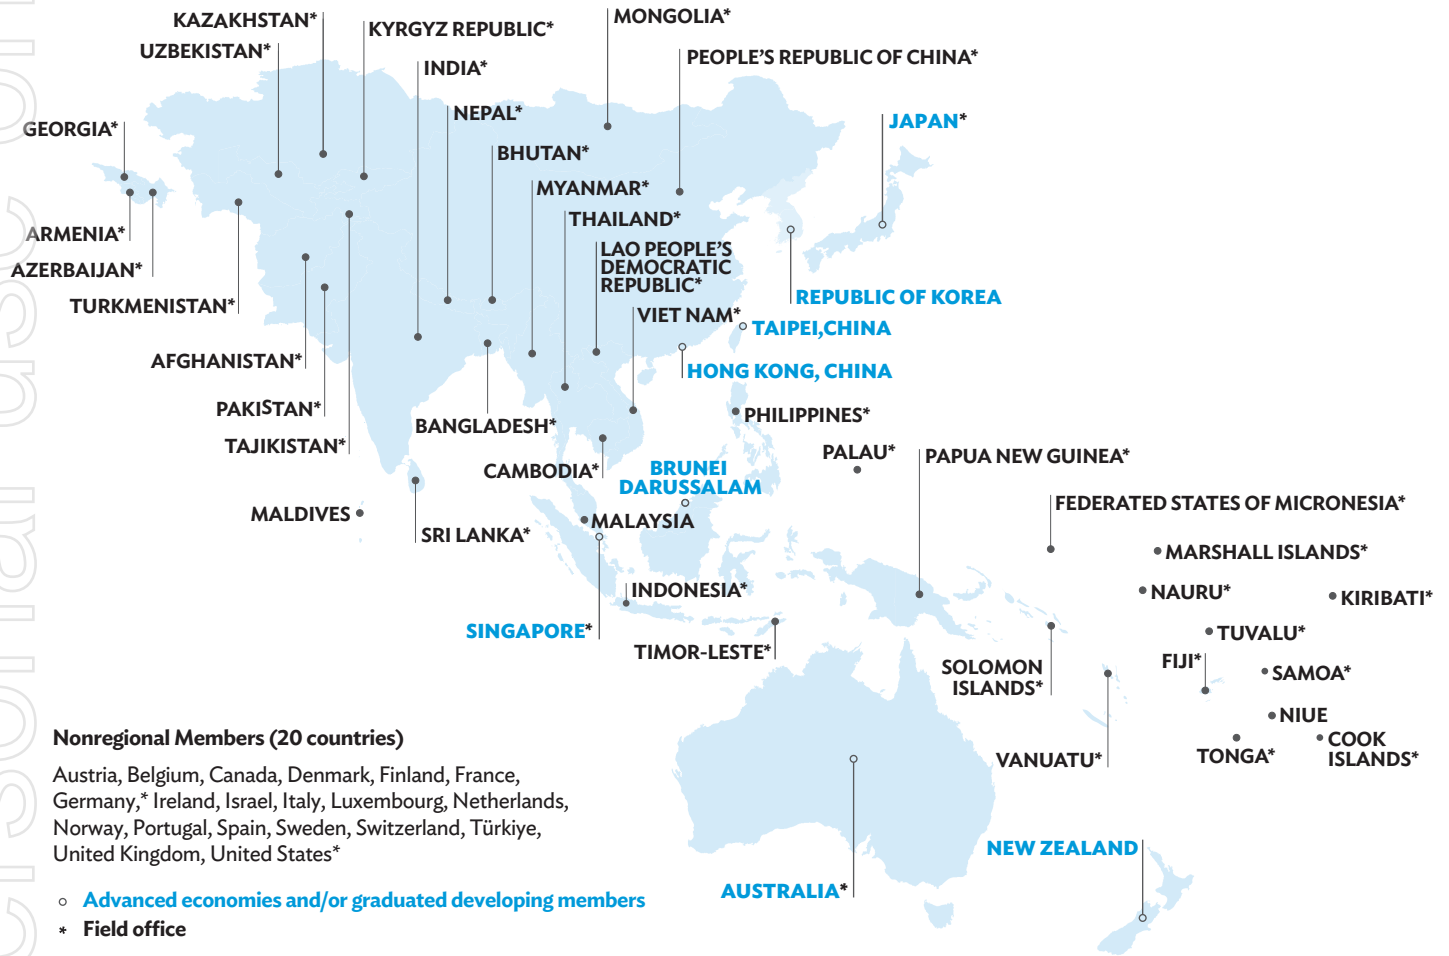 KAZAKHSTAN*
KYRGYZ REPUBLIC*
MONGOLIA*
UZBEKISTAN*
INDIA*
PEOPLE'S REPUBLIC OF CHINA*
NEPAL*
JAPAN*
GEORGIA*
BHUTAN*
MYANMAR*
THAILAND*
ARMENIA*
LAO PEOPLE'S
DEMOCRATIC
REPUBLIC*
AZERBAIJAN*
REPUBLIC OF KOREA
TURKMENISTAN*
VIET NAM*
TAIPEI,CHINA
AFGHANISTAN*
HONG KONG, CHINA
PAKISTAN*
PHILIPPINES*
BANGLADESH*
TAJIKISTAN*
PALAU*
PAPUA NEW GUINEA*
CAMBODIA*
BRUNEI
DARUSSALAM
FEDERATED STATES OF MICRONESIA*
MALDIVES
MALAYSIA
SRI LANKA*
MARSHALL ISLANDS*
INDONESIA*
NAURU*
KIRIBATI*
SINGAPORE*
TUVALU*
TIMOR-LESTE*
SOLOMON
ISLANDS*
FIJI*
SAMOA*
NIUE
VANUATU*
TONGA*
COOK
ISLANDS*
Nonregional Members (20 countries)
Austria, Belgium, Canada, Denmark, Finland, France,
Germany,* Ireland, Israel, Italy, Luxembourg, Netherlands,
Norway, Portugal, Spain, Sweden, Switzerland, Türkiye,
United Kingdom, United States*
NEW ZEALAND
AUSTRALIA*
Advanced economies and/or graduated developing members
* Field office